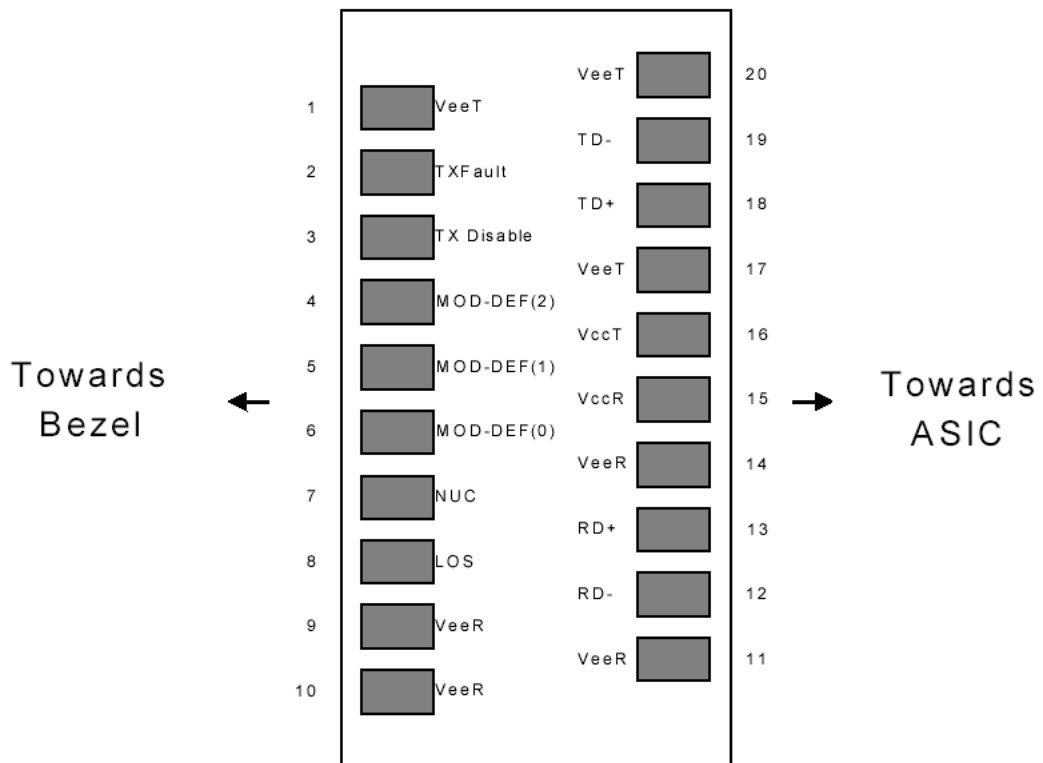 VeeT 20
1 VeeT
TD- 19
2 TXFault
TD+ 18
3 TX Disable
VeeT 17
4 MOD-DEF(2)
VccT 16
5 MOD-DEF(1)
Towards
Bezel
VccR 15
Towards
ASIC
6 MOD-DEF(0)
VeeR 14
7 NUC
RD+ 13
8 LOS
RD- 12
9 VeeR
VeeR 11
10 VeeR